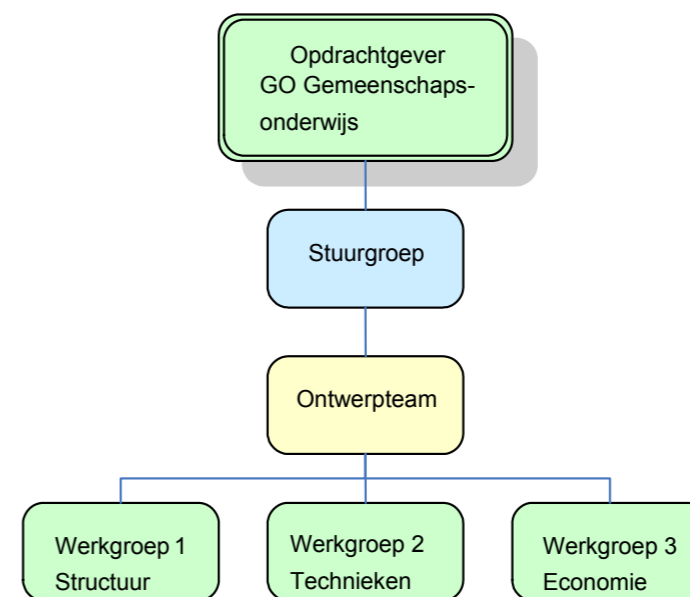 Opdrachtgever
GO Gemeenschaps-
onderwijs
Stuurgroep
Ontwerpteam
Werkgroep 1
Structuur
Werkgroep 2
Technieken
Werkgroep 3
Economie